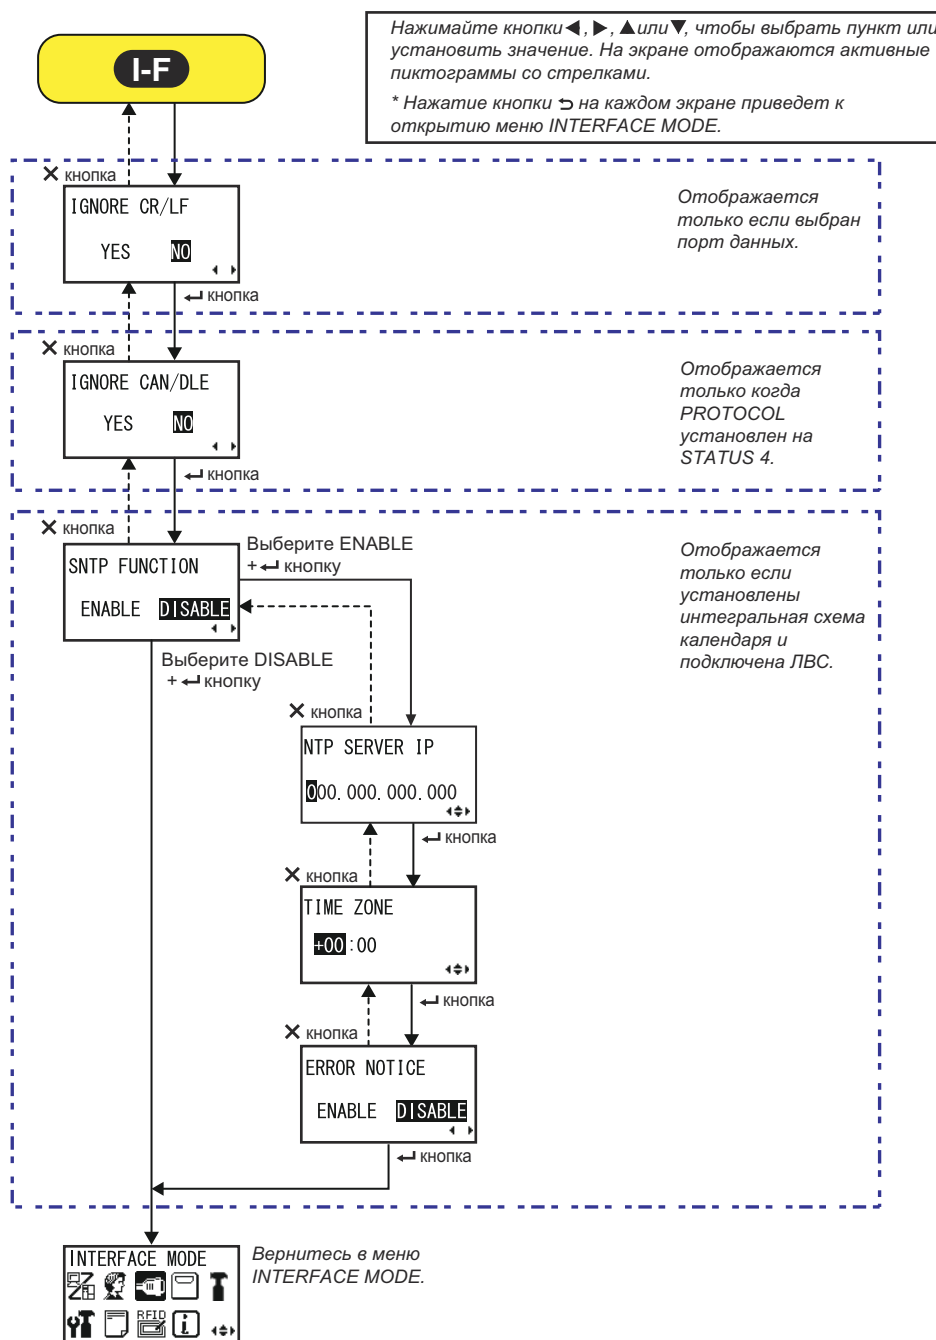 I-F
Нажимайте кнопки ◀, ▶, ▲ или ▼, чтобы выбрать пункт или
установить значение. На экране отображаются активные
пиктограммы со стрелками.
* Нажатие кнопки ⮌ на каждом экране приведет к
открытию меню INTERFACE MODE.
✕ кнопка
IGNORE CR/LF
YES NO
↵ кнопка
Отображается
только если выбран
порт данных.
✕ кнопка
IGNORE CAN/DLE
YES NO
↵ кнопка
Отображается
только когда
PROTOCOL
установлен на
STATUS 4.
✕ кнопка
SNTP FUNCTION
ENABLE DISABLE
Выберите ENABLE
+ ↵ кнопку
Отображается
только если
установлены
интегральная схема
календаря и
подключена ЛВС.
Выберите DISABLE
+ ↵ кнопку
✕ кнопка
NTP SERVER IP
000.000.000.000
↵ кнопка
✕ кнопка
TIME ZONE
+00:00
↵ кнопка
✕ кнопка
ERROR NOTICE
ENABLE DISABLE
↵ кнопка
INTERFACE MODE
RFID
i
Вернитесь в меню
INTERFACE MODE.